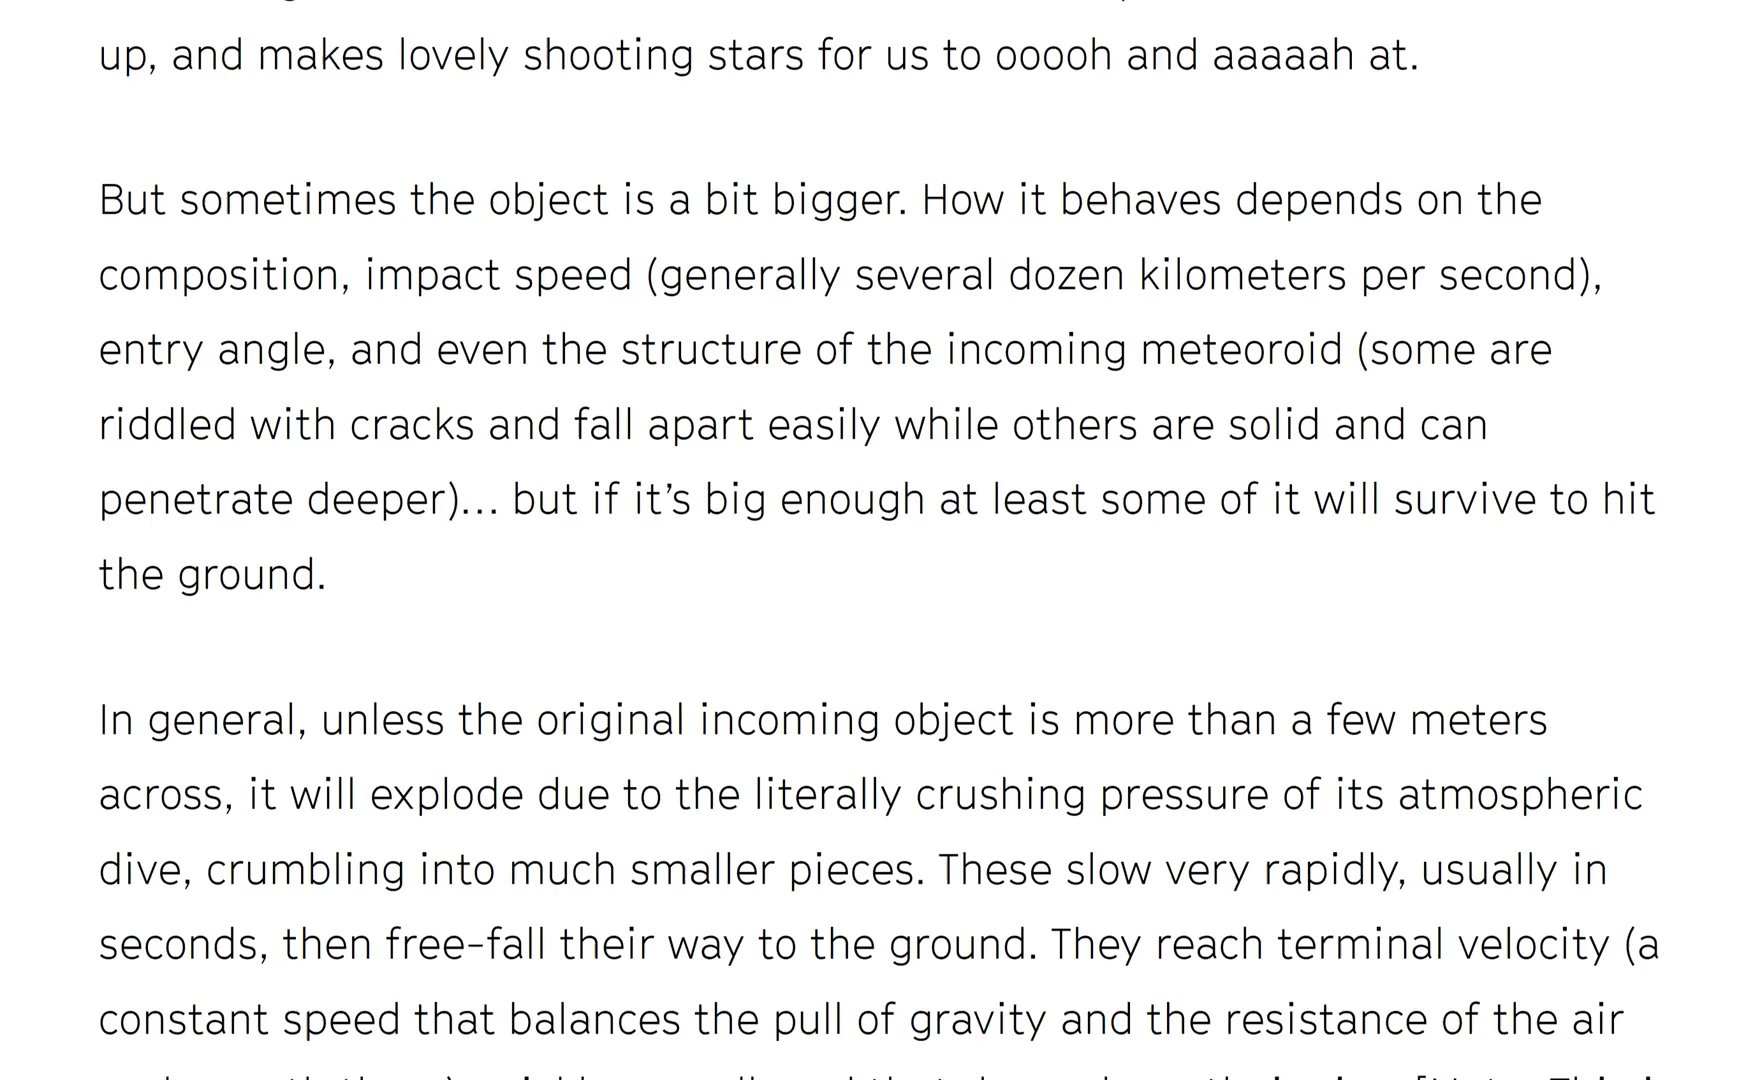 up, and makes lovely shooting stars for us to ooooh and aaaaah at.
But sometimes the object is a bit bigger. How it behaves depends on the
composition, impact speed (generally several dozen kilometers per second),
entry angle, and even the structure of the incoming meteoroid (some are
riddled with cracks and fall apart easily while others are solid and can
penetrate deeper)... but if it’s big enough at least some of it will survive to hit
the ground.
In general, unless the original incoming object is more than a few meters
across, it will explode due to the literally crushing pressure of its atmospheric
dive, crumbling into much smaller pieces. These slow very rapidly, usually in
seconds, then free-fall their way to the ground. They reach terminal velocity (a
constant speed that balances the pull of gravity and the resistance of the air